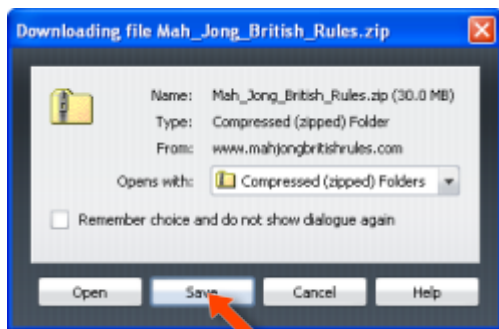 Downloading file Mah_Jong_British_Rules.zip
Name: Mah_Jong_British_Rules.zip (30.0 MB)
Type: Compressed (zipped) Folder
From: www.mahjongbritishrules.com
Opens with: Compressed (zipped) Folders
Remember choice and do not show dialogue again
Open Save Cancel Help